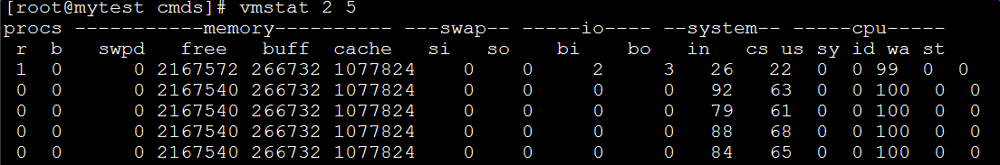 [root@mytest cmds]# vmstat 2 5
procs -----------memory---------- ---swap-- -----io---- --system-- -----cpu-----
 r  b   swpd   free   buff  cache   si   so    bi    bo   in   cs us sy id wa st
 1  0      0 2167572 266732 1077824    0    0     2     3   26   22  0  0 99  0  0
 0  0      0 2167540 266732 1077824    0    0     0     0   92   63  0  0 100  0  0
 0  0      0 2167540 266732 1077824    0    0     0     0   79   61  0  0 100  0  0
 0  0      0 2167540 266732 1077824    0    0     0     0   88   68  0  0 100  0  0
 0  0      0 2167540 266732 1077824    0    0     0     0   84   65  0  0 100  0  0